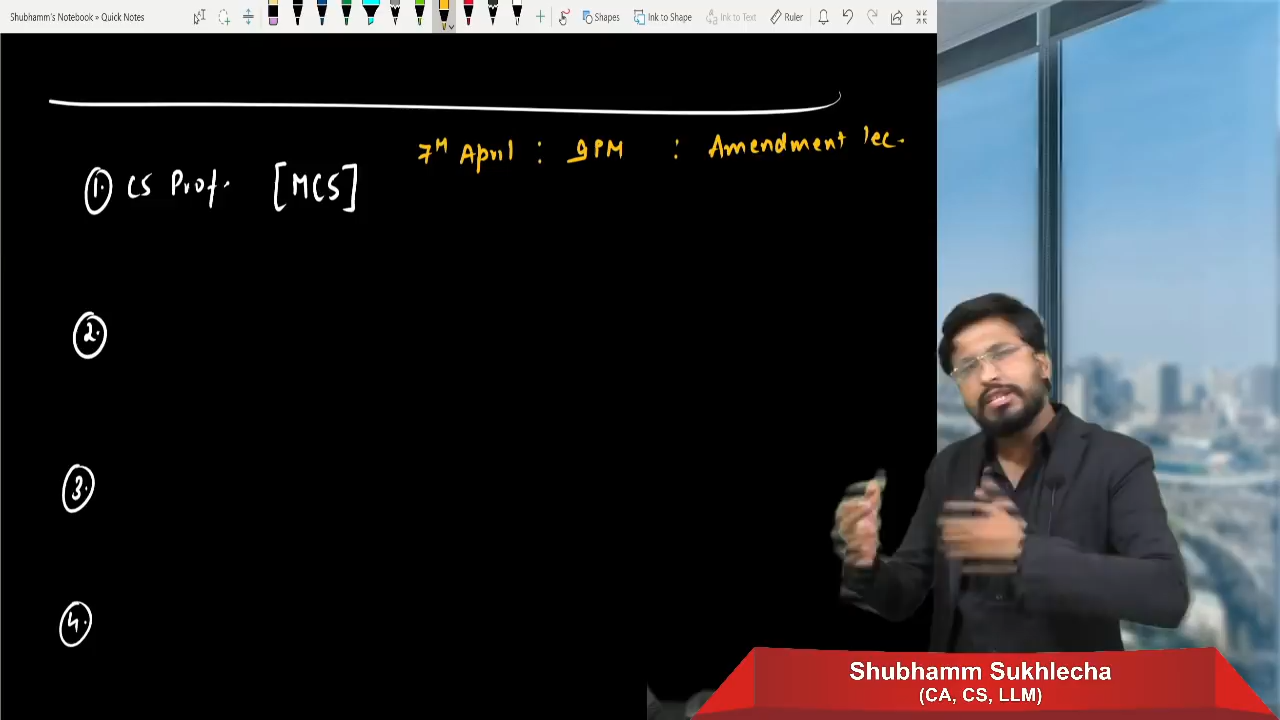 Shubhamm's Notebook » Quick Notes
Shapes
Ink to Shape
Ink to Text
Math
Ruler
7th April : 9PM : Amendment lec.
1. CS Prof. [MCS]
2.
3.
4.
Shubhamm Sukhlecha
(CA, CS, LLM)